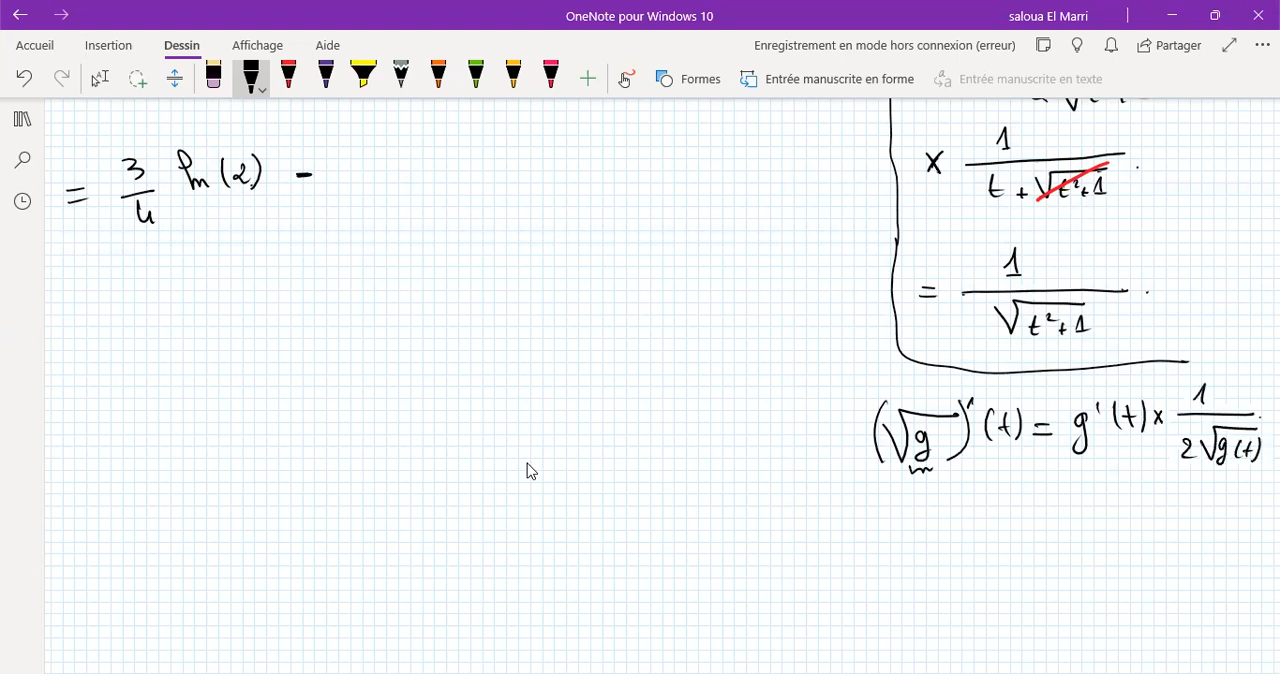 OneNote pour Windows 10
saloua El Marri
Accueil Insertion Dessin Affichage Aide
Enregistrement en mode hors connexion (erreur)
Partager
Formes
Entrée manuscrite en forme
Entrée manuscrite en texte
= 3/4 ln(2) -
× 1/(t + √(t²+1)) .
= 1/√(t²+1) .
(√g)'(t) = g'(t) × 1/(2√g(t)) .